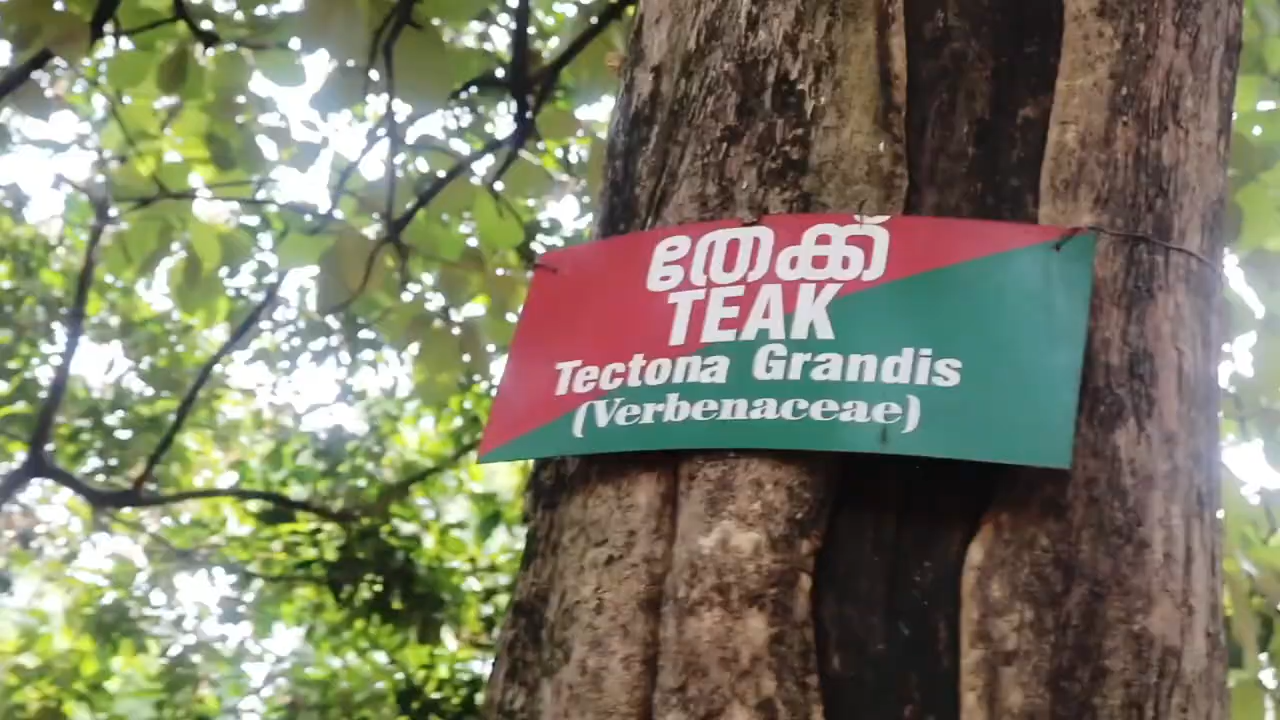 തേക്ക്
TEAK
Tectona Grandis
(Verbenaceae)